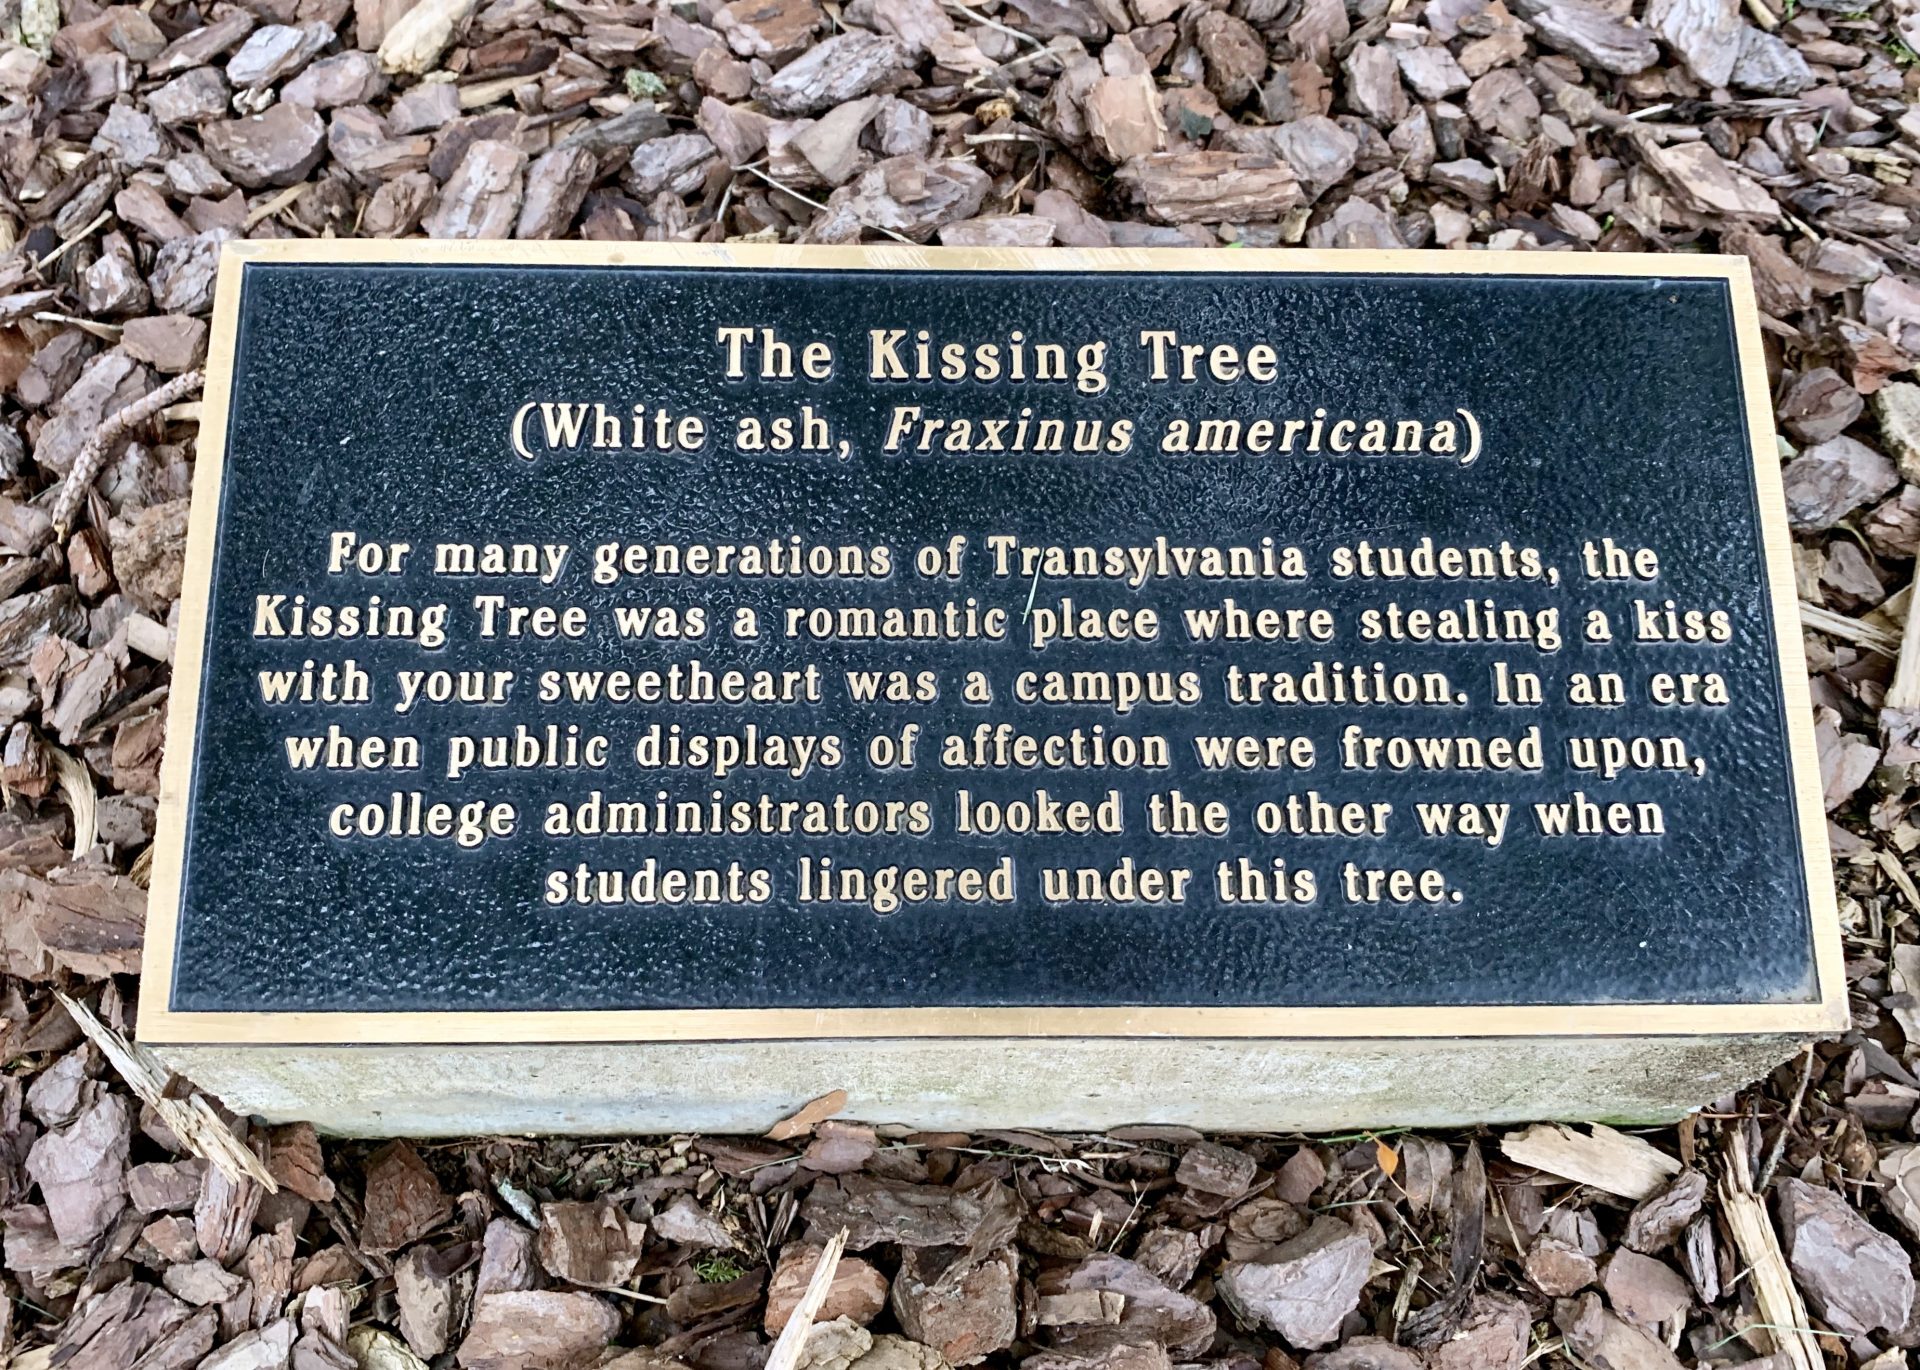 The Kissing Tree
(White ash, Fraxinus americana)
For many generations of Transylvania students, the
Kissing Tree was a romantic place where stealing a kiss
with your sweetheart was a campus tradition. In an era
when public displays of affection were frowned upon,
college administrators looked the other way when
students lingered under this tree.